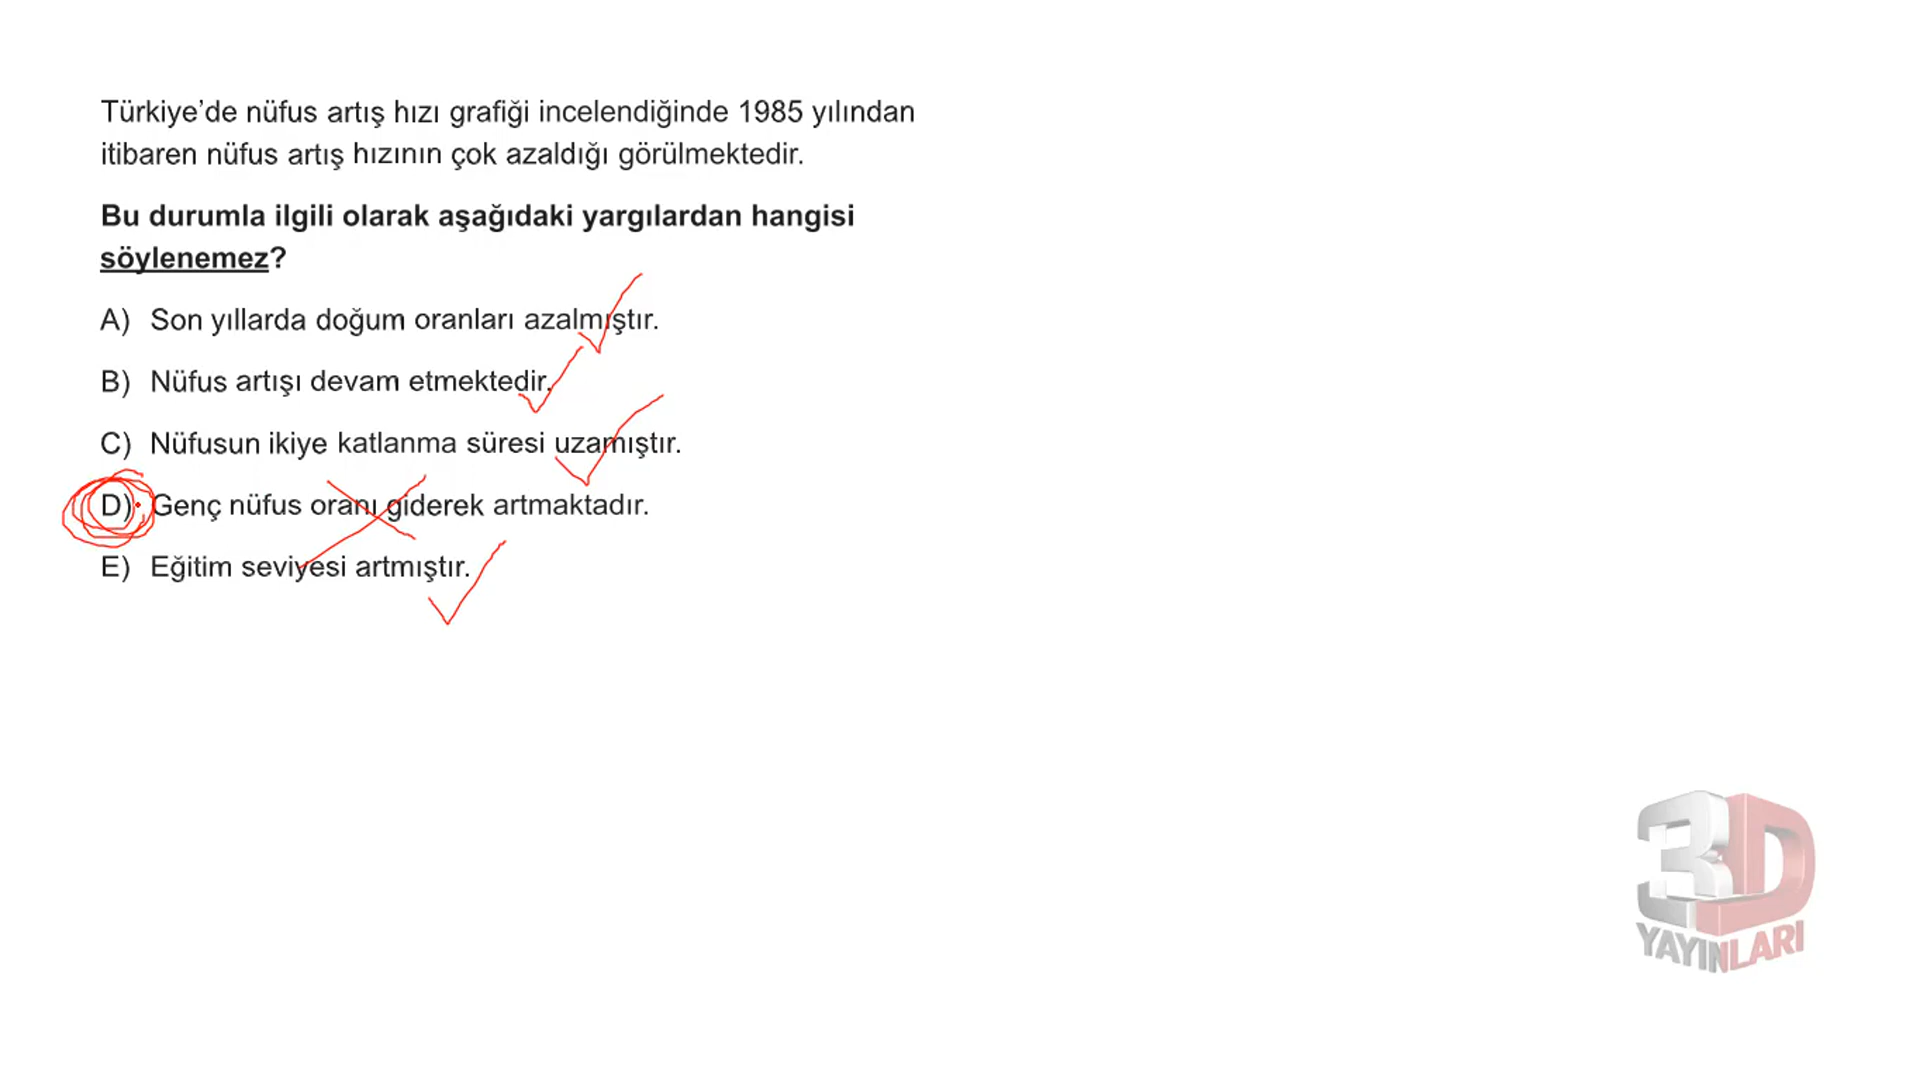 Türkiye’de nüfus artış hızı grafiği incelendiğinde 1985 yılından
itibaren nüfus artış hızının çok azaldığı görülmektedir.
Bu durumla ilgili olarak aşağıdaki yargılardan hangisi
söylenemez?
A) Son yıllarda doğum oranları azalmıştır.
B) Nüfus artışı devam etmektedir.
C) Nüfusun ikiye katlanma süresi uzamıştır.
D) Genç nüfus oranı giderek artmaktadır.
E) Eğitim seviyesi artmıştır.
3D
YAYINLARI